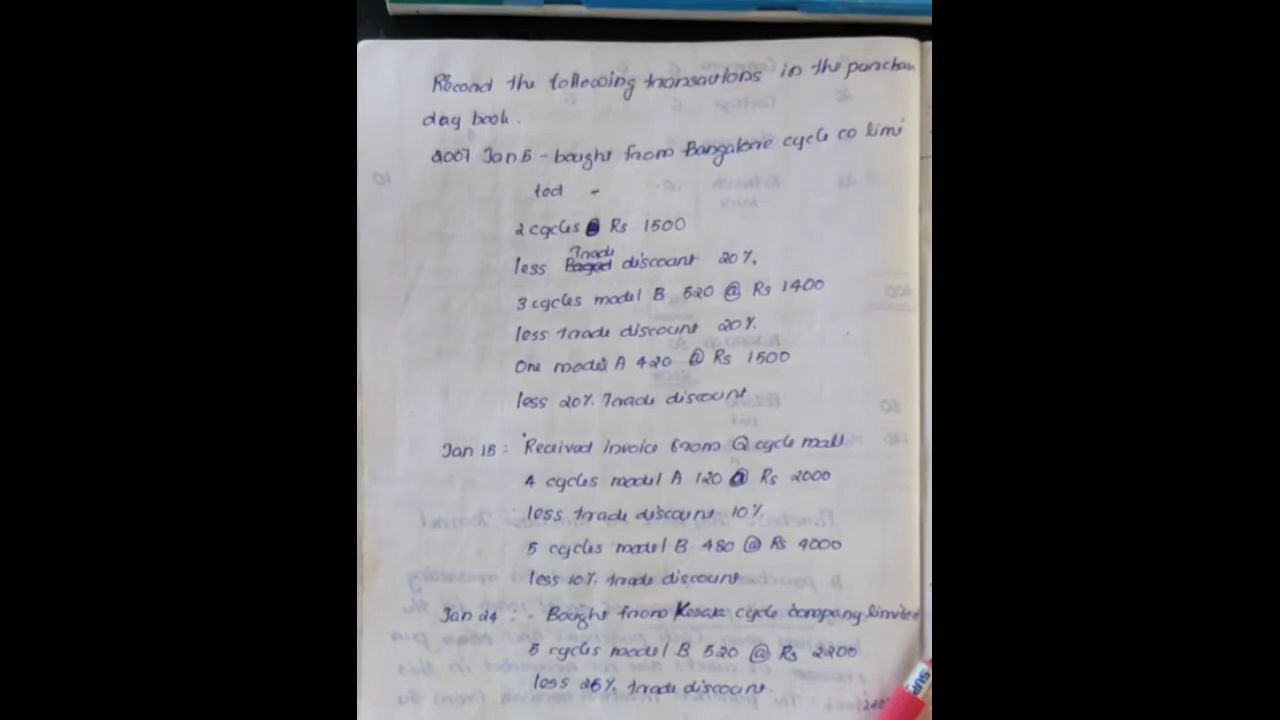 Record the following transactions in the purchas
day book.
2007 Jan 5 - bought from Bangalore cycle co limi
ted -
2 cycles @ Rs 1500
Trade
less discount 20%.
3 cycles model B 520 @ Rs 1400
less trade discount 20%.
One model A 420 @ Rs 1500
less 20%. Trade discount
Jan 15 : Received invoice from Q cycle mall
4 cycles model A 120 @ Rs 2000
less trade discount 10%
5 cycles model B 480 @ Rs 4000
less 10%. trade discount
Jan 24 : - Bought from cycle company limited
5 cycles model B 520 @ Rs 2200
less 25%. trade discount.